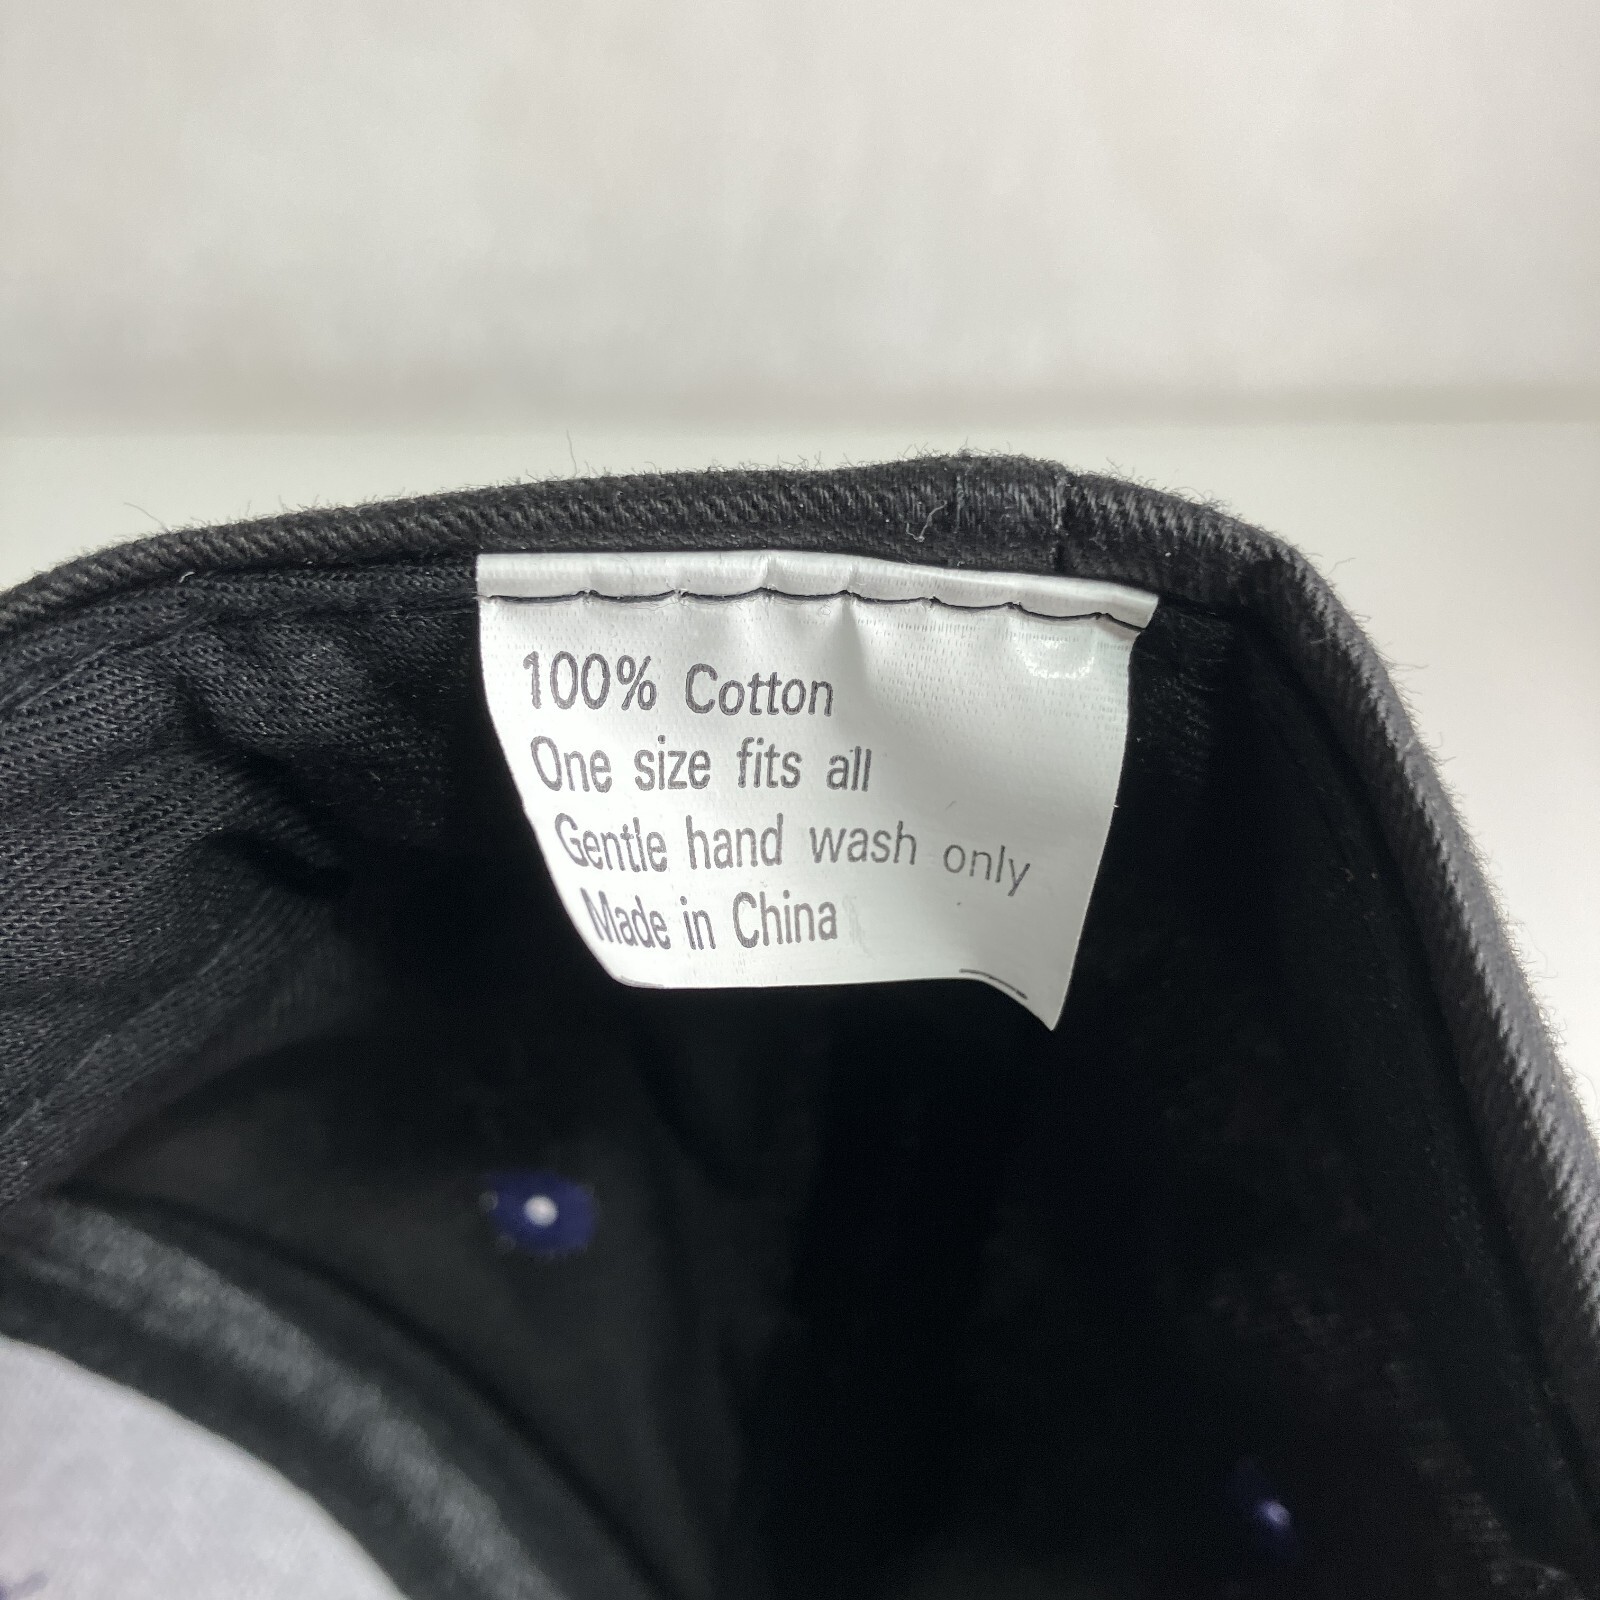 100% Cotton
One size fits all
Gentle hand wash only
Made in China